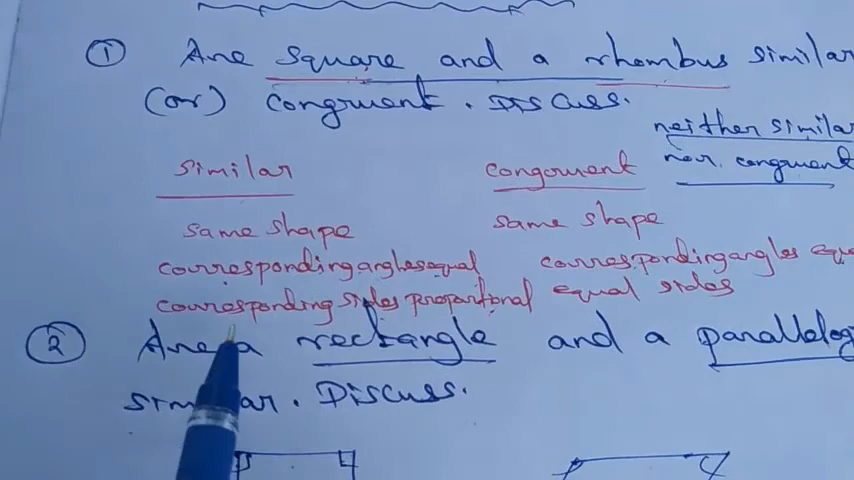 ① Are square and a rhombus similar
(or) congruent. Discuss.
neither similar
nor congruent
similar congruent
same shape same shape
corresponding angles equal corresponding angles equ
corresponding sides proportional equal sides
② Are a rectangle and a parallelog
similar. Discuss.